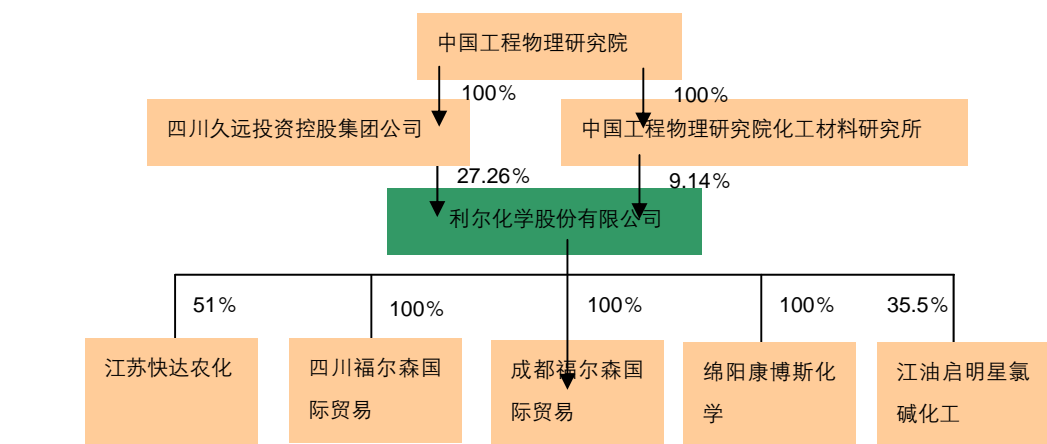 中国工程物理研究院
100%
100%
四川久远投资控股集团公司
中国工程物理研究院化工材料研究所
27.26%
9.14%
利尔化学股份有限公司
51%
100%
100%
100%
35.5%
江苏快达农化
四川福尔森国
际贸易
成都福尔森国
际贸易
绵阳康博斯化
学
江油启明星氯
碱化工